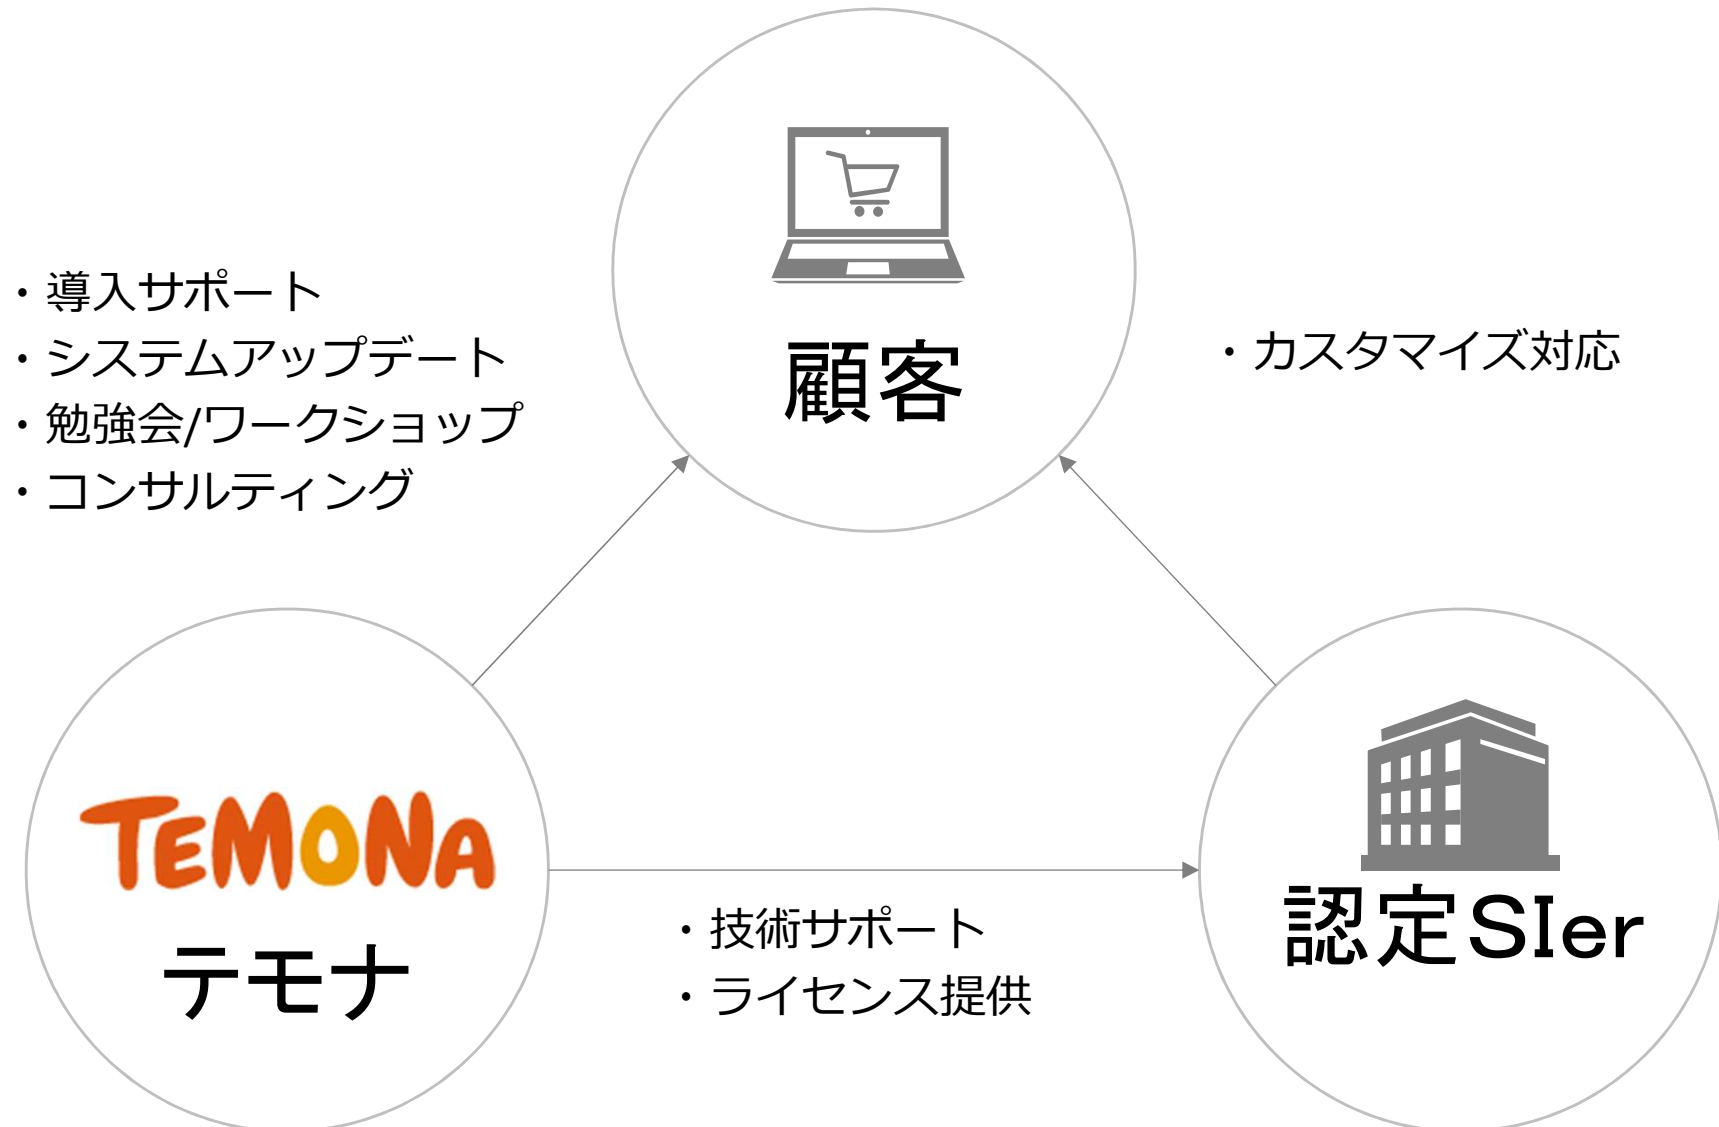 ・導入サポート
・システムアップデート
・勉強会/ワークショップ
・コンサルティング
顧客
・カスタマイズ対応
TEMONA
テモナ
・技術サポート
・ライセンス提供
認定SIer